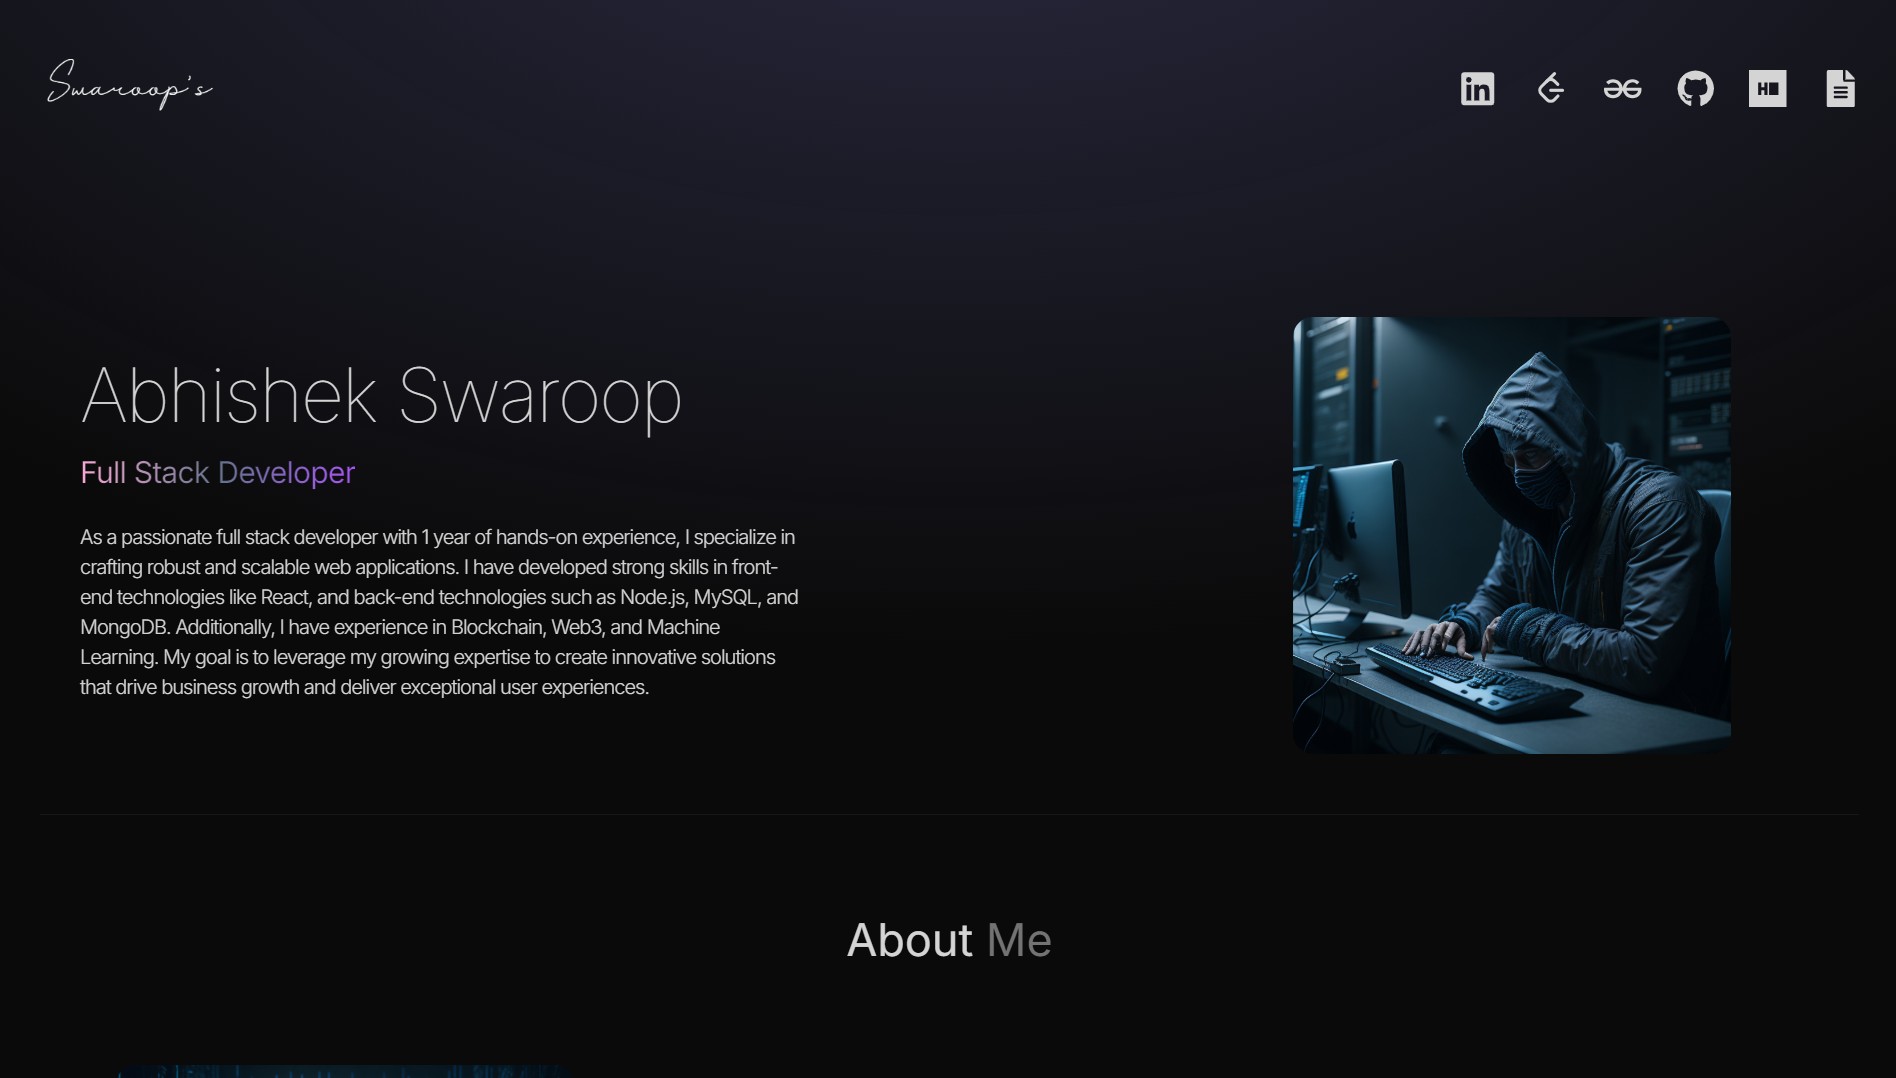 Swaroop's
in
H
Abhishek Swaroop
Full Stack Developer
As a passionate full stack developer with 1 year of hands-on experience, I specialize in
crafting robust and scalable web applications. I have developed strong skills in front-
end technologies like React, and back-end technologies such as Node.js, MySQL, and
MongoDB. Additionally, I have experience in Blockchain, Web3, and Machine
Learning. My goal is to leverage my growing expertise to create innovative solutions
that drive business growth and deliver exceptional user experiences.
About Me